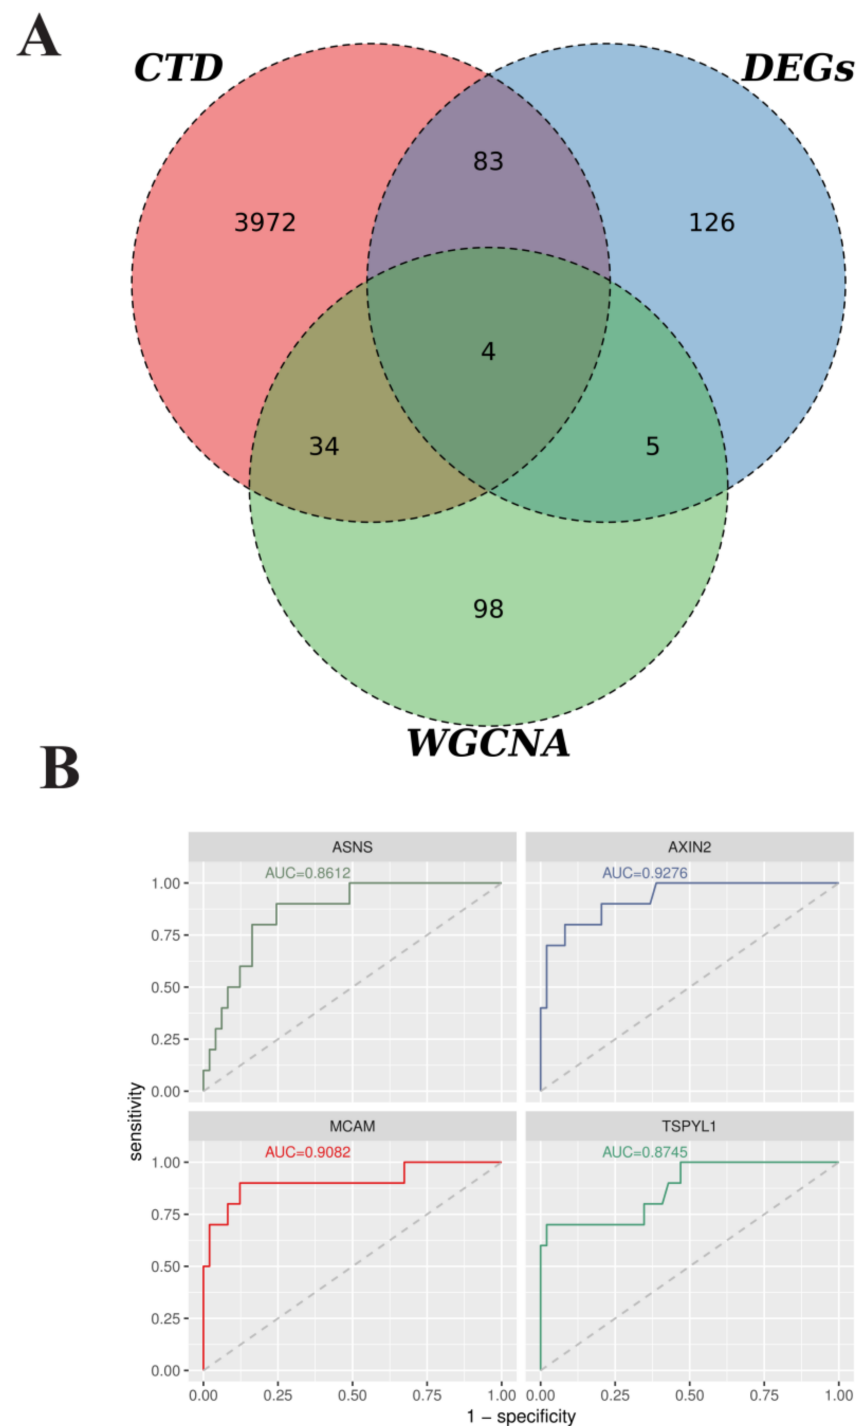 A
CTD
DEGs
83
3972
126
4
34
5
98
WGCNA
B
ASNS
AXIN2
AUC=0.8612
AUC=0.9276
1.00
0.75
0.50
0.25
0.00
sensitivity
MCAM
TSPYL1
AUC=0.9082
AUC=0.8745
1.00
0.75
0.50
0.25
0.00
0.00 0.25 0.50 0.75 1.00 0.00 0.25 0.50 0.75 1.00
1 − specificity